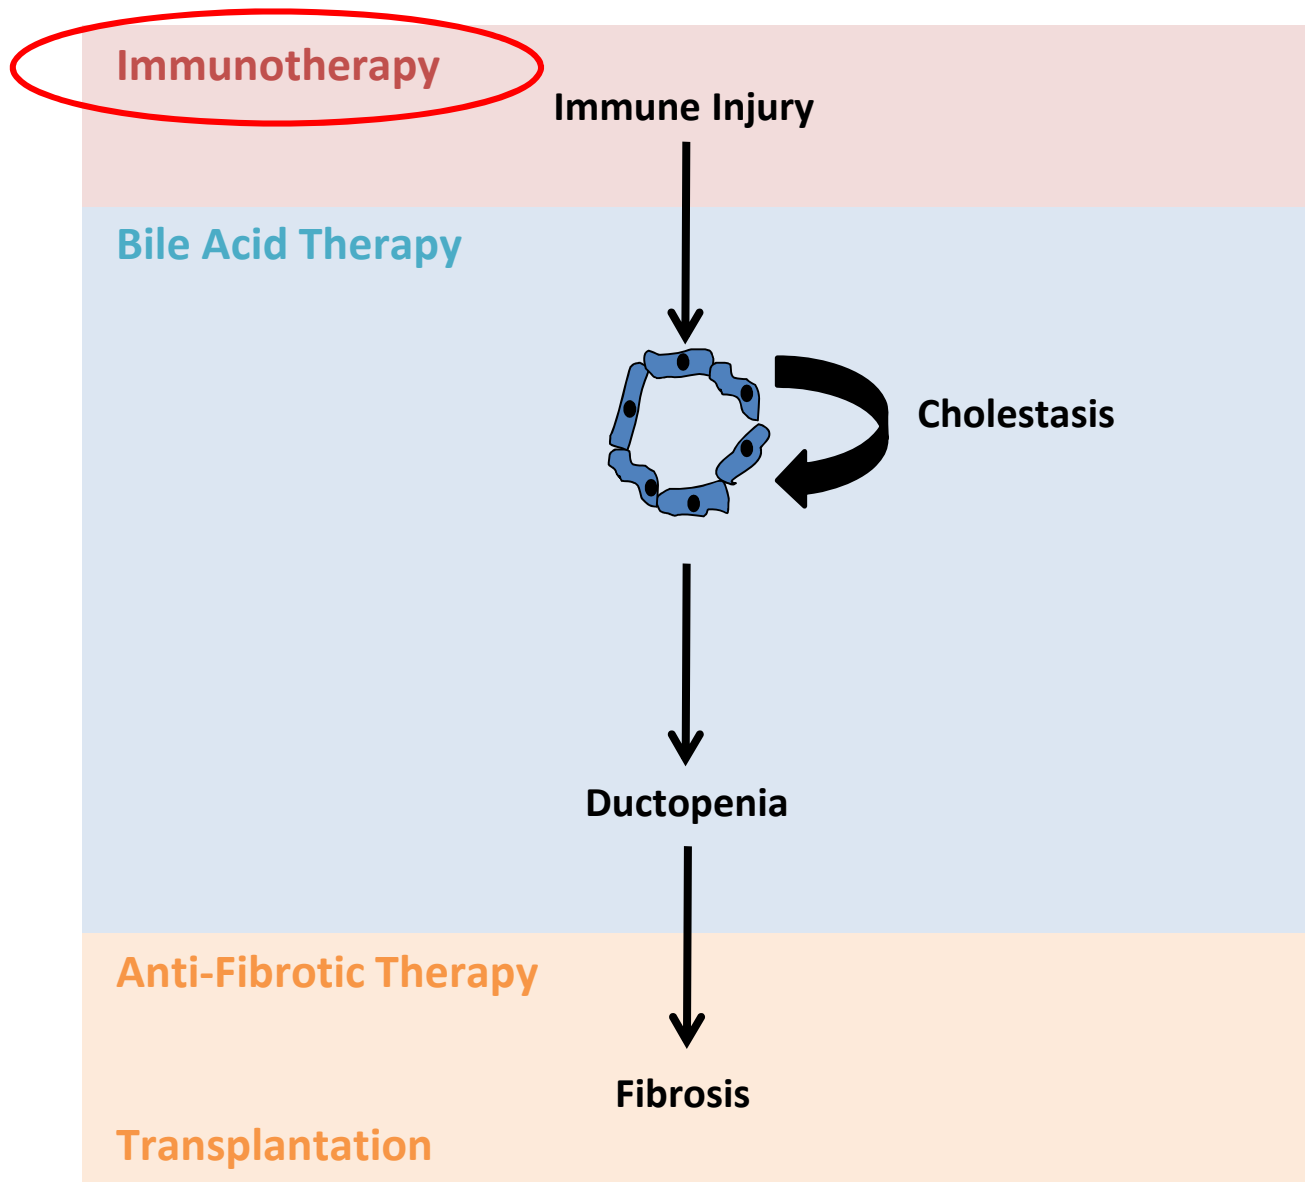 Immunotherapy
Immune Injury
Bile Acid Therapy
Cholestasis
Ductopenia
Anti-Fibrotic Therapy
Fibrosis
Transplantation